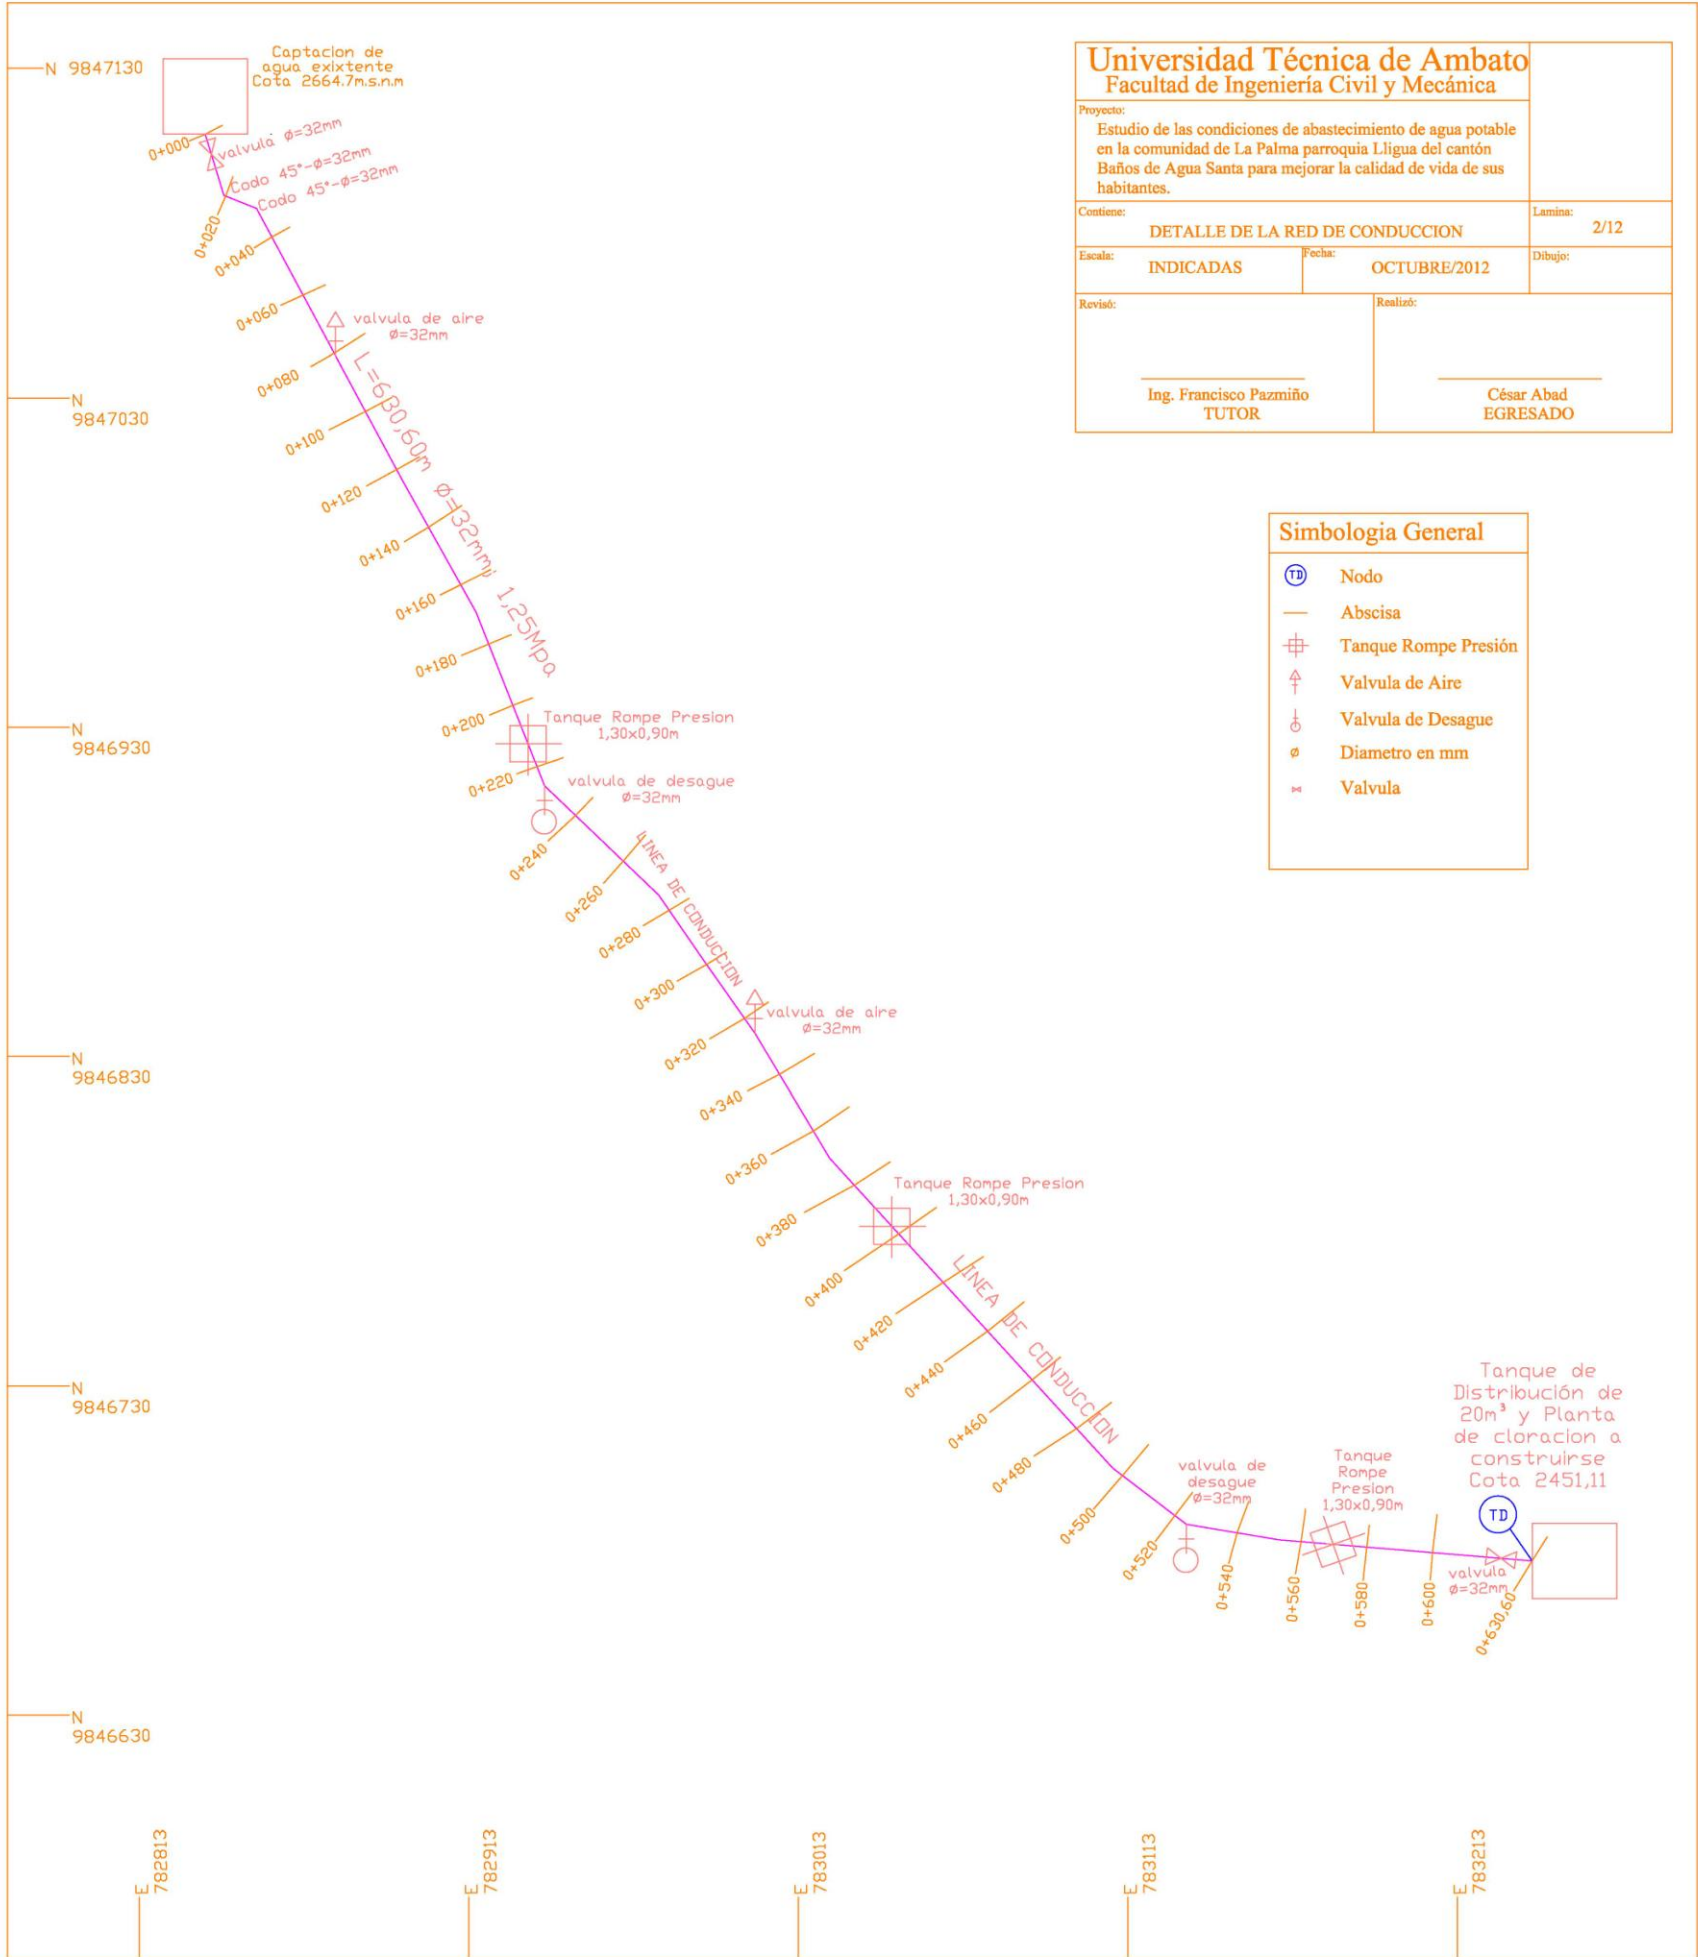 N 9847130
Captacion de
agua exixtente
Cota 2664.7m.s.n.m
0+000
valvula Ø=32mm
Codo 45°-Ø=32mm
Codo 45°-Ø=32mm
0+020
0+040
0+060
valvula de aire
Ø=32mm
0+080
L=630,60m Ø=32mm; 1,25Mpa
N
9847030
0+100
0+120
0+140
0+160
0+180
0+200
Tanque Rompe Presion
1,30x0,90m
N
9846930
0+220
valvula de desague
Ø=32mm
0+240
LINEA DE CONDUCCION
0+260
0+280
0+300
valvula de aire
Ø=32mm
0+320
N
9846830
0+340
0+360
Tanque Rompe Presion
1,30x0,90m
0+380
0+400
LINEA DE CONDUCCION
0+420
0+440
N
9846730
0+460
0+480
0+500
valvula de
desague
Ø=32mm
0+520
0+540
Tanque
Rompe
Presion
1,30x0,90m
0+560
0+580
0+600
Tanque de
Distribución de
20m³ y Planta
de cloracion a
construirse
Cota 2451,11
TD
valvula
Ø=32mm
0+630,60
N
9846630
E
782813
E
782913
E
783013
E
783113
E
783213
Universidad Técnica de Ambato
Facultad de Ingeniería Civil y Mecánica
Proyecto:
Estudio de las condiciones de abastecimiento de agua potable
en la comunidad de La Palma parroquia Lligua del cantón
Baños de Agua Santa para mejorar la calidad de vida de sus
habitantes.
Contiene:
DETALLE DE LA RED DE CONDUCCION
Lamina:
2/12
Escala:
INDICADAS
Fecha:
OCTUBRE/2012
Dibujo:
Revisó:
Ing. Francisco Pazmiño
TUTOR
Realizó:
César Abad
EGRESADO
Simbologia General
TD Nodo
Abscisa
Tanque Rompe Presión
Valvula de Aire
Valvula de Desague
Ø Diametro en mm
Valvula